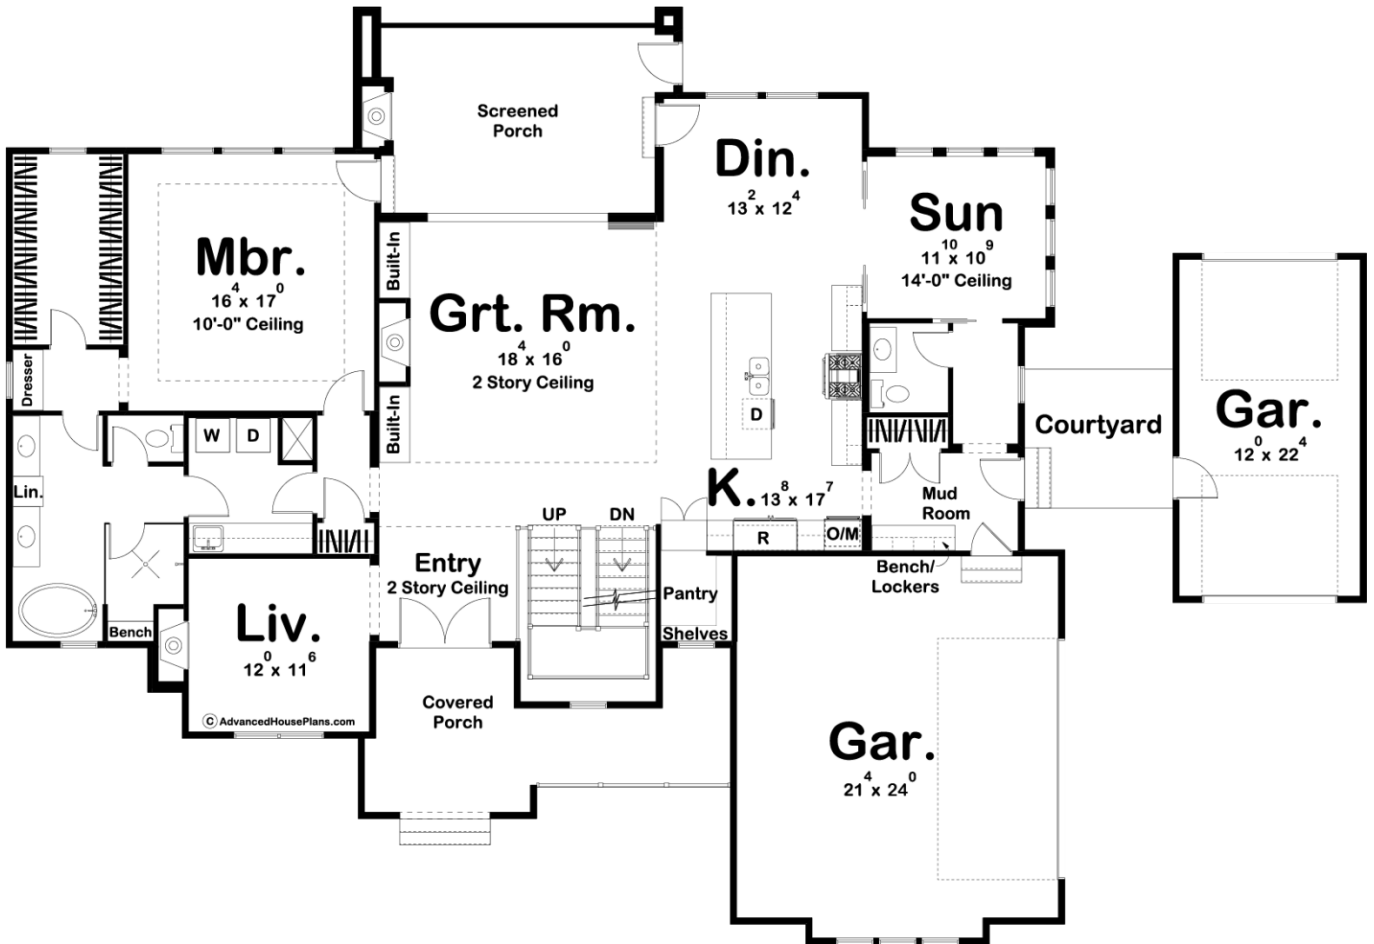 Screened
Porch
Din.
13² x 12⁴
Sun
11¹⁰ x 10⁹
14'-0" Ceiling
Mbr.
16⁴ x 17⁰
10'-0" Ceiling
Built-In
Grt. Rm.
18⁴ x 16⁰
2 Story Ceiling
Built-In
Dresser
W
D
D
Courtyard
Gar.
12⁰ x 22⁴
Lin.
K. 13⁸ x 17⁷
Mud
Room
UP
DN
R
O/M
Entry
2 Story Ceiling
Bench/
Lockers
Pantry
Shelves
Bench
Liv.
12⁰ x 11⁶
© AdvancedHousePlans.com
Covered
Porch
Gar.
21⁴ x 24⁰